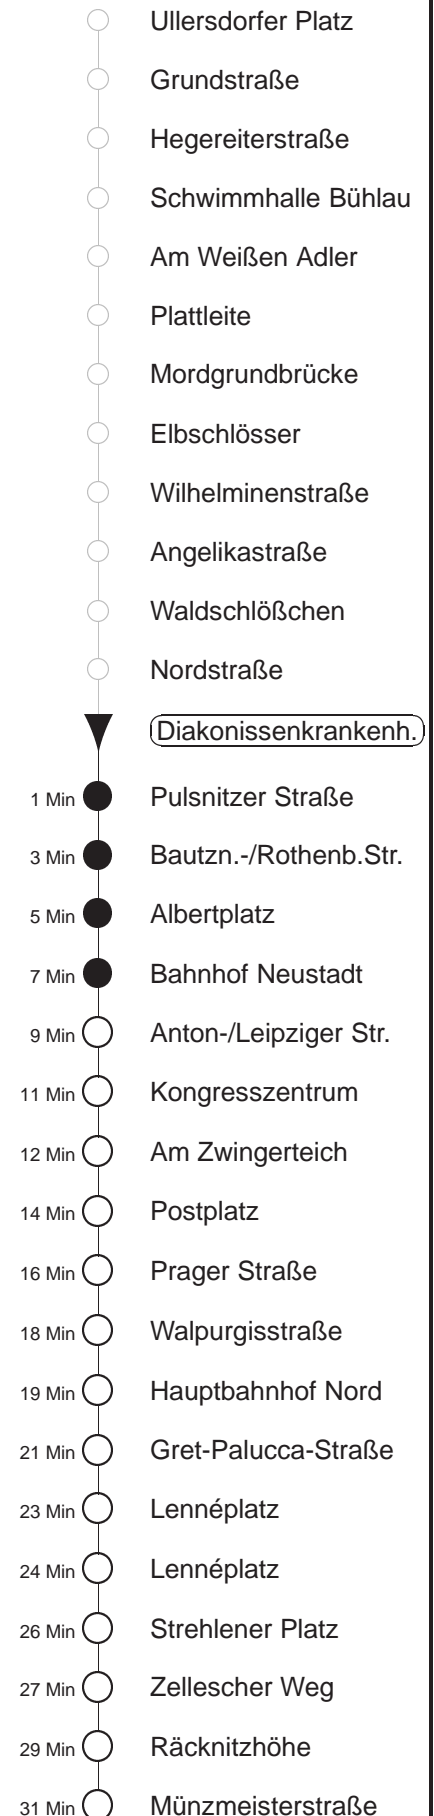 Ullersdorfer Platz
Grundstraße
Hegereiterstraße
Schwimmhalle Bühlau
Am Weißen Adler
Plattleite
Mordgrundbrücke
Elbschlösser
Wilhelminenstraße
Angelikastraße
Waldschlößchen
Nordstraße
Diakonissenkrankenh.
1 Min Pulsnitzer Straße
3 Min Bautzn.-/Rothenb.Str.
5 Min Albertplatz
7 Min Bahnhof Neustadt
9 Min Anton-/Leipziger Str.
11 Min Kongresszentrum
12 Min Am Zwingerteich
14 Min Postplatz
16 Min Prager Straße
18 Min Walpurgisstraße
19 Min Hauptbahnhof Nord
21 Min Gret-Palucca-Straße
23 Min Lennéplatz
24 Min Lennéplatz
26 Min Strehlener Platz
27 Min Zellescher Weg
29 Min Räcknitzhöhe
31 Min Münzmeisterstraße